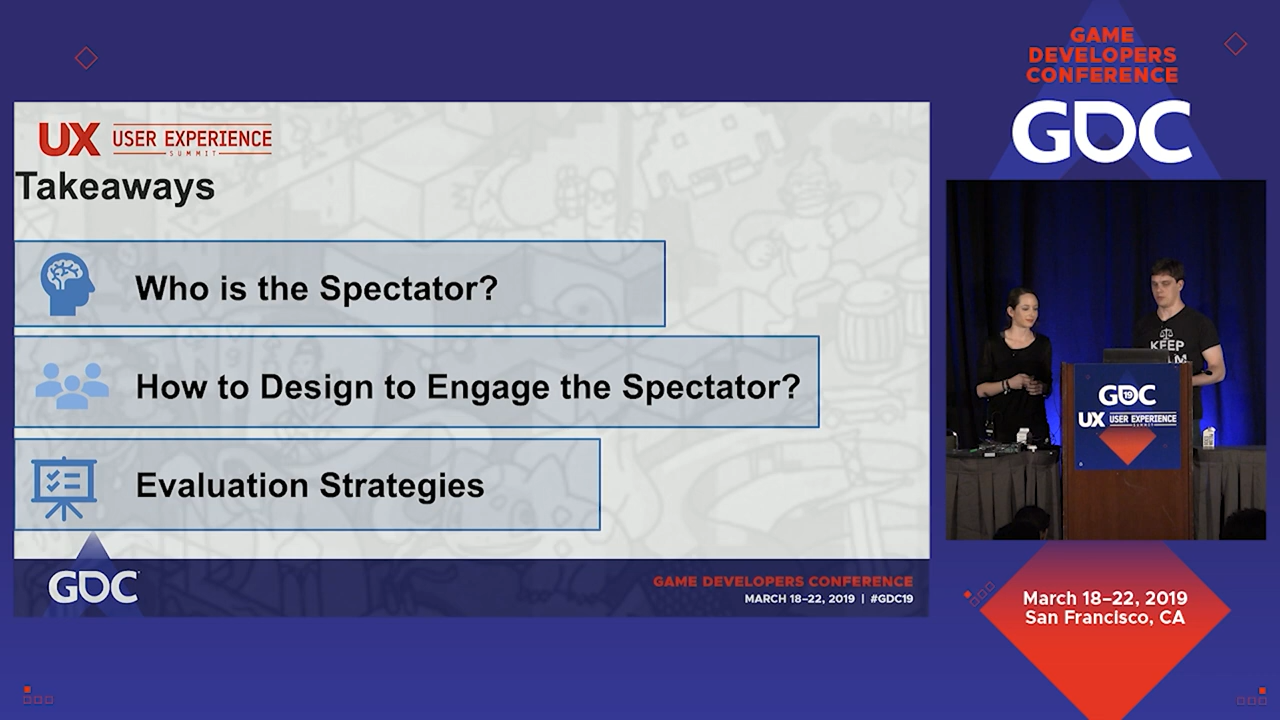 GAME
DEVELOPERS
CONFERENCE
GDC
UX USER EXPERIENCE
SUMMIT
Takeaways
Who is the Spectator?
How to Design to Engage the Spectator?
Evaluation Strategies
GDC
GAME DEVELOPERS CONFERENCE
MARCH 18–22, 2019 | #GDC19
KEEP
GDC
19
UX USER EXPERIENCE
March 18–22, 2019
San Francisco, CA